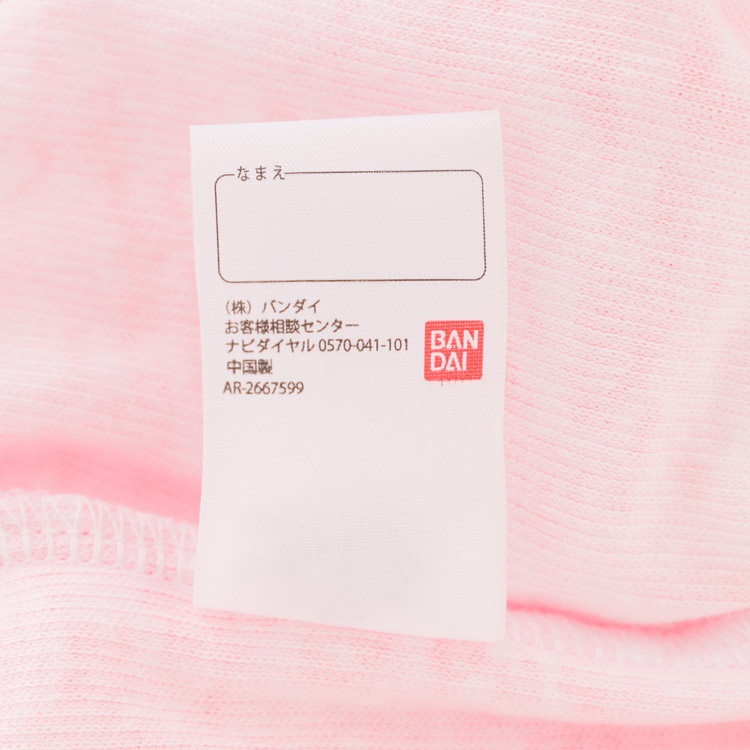 なまえ
(株) バンダイ
お客様相談センター
ナビダイヤル 0570-041-101
中国製
AR-2667599
BAN
DAI